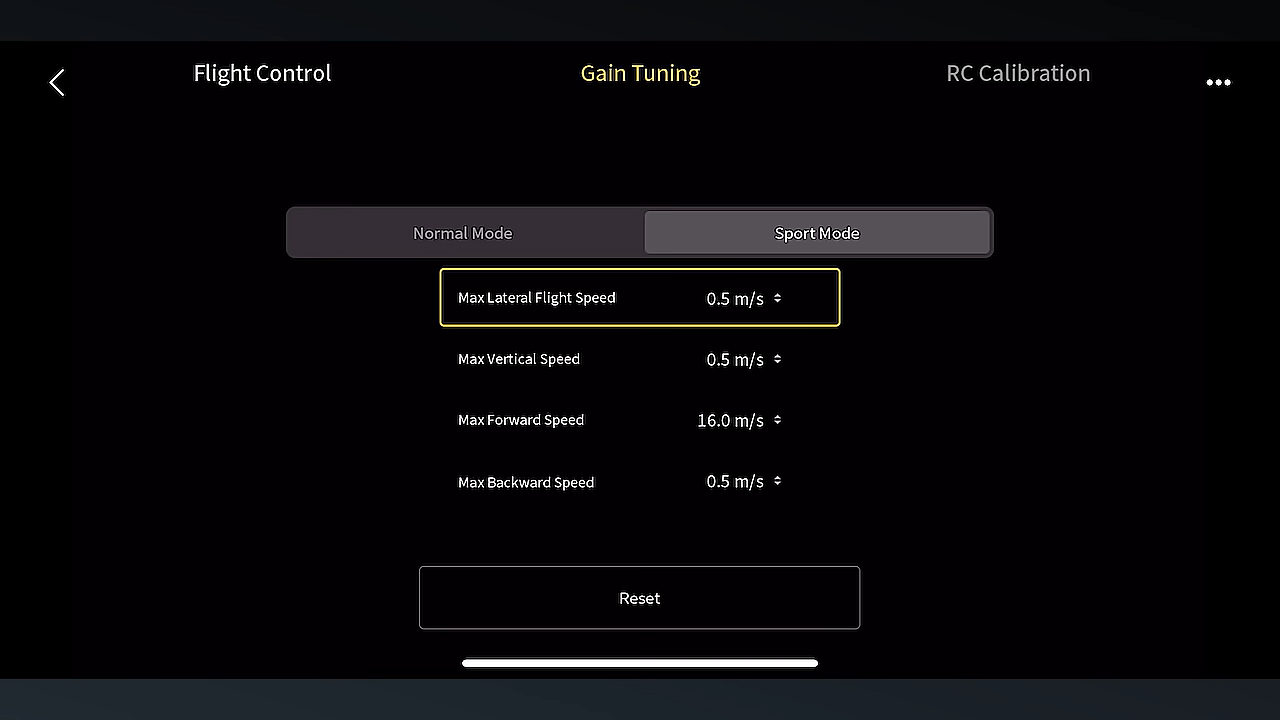 Flight Control
Gain Tuning
RC Calibration
Normal Mode
Sport Mode
Max Lateral Flight Speed 0.5 m/s
Max Vertical Speed 0.5 m/s
Max Forward Speed 16.0 m/s
Max Backward Speed 0.5 m/s
Reset